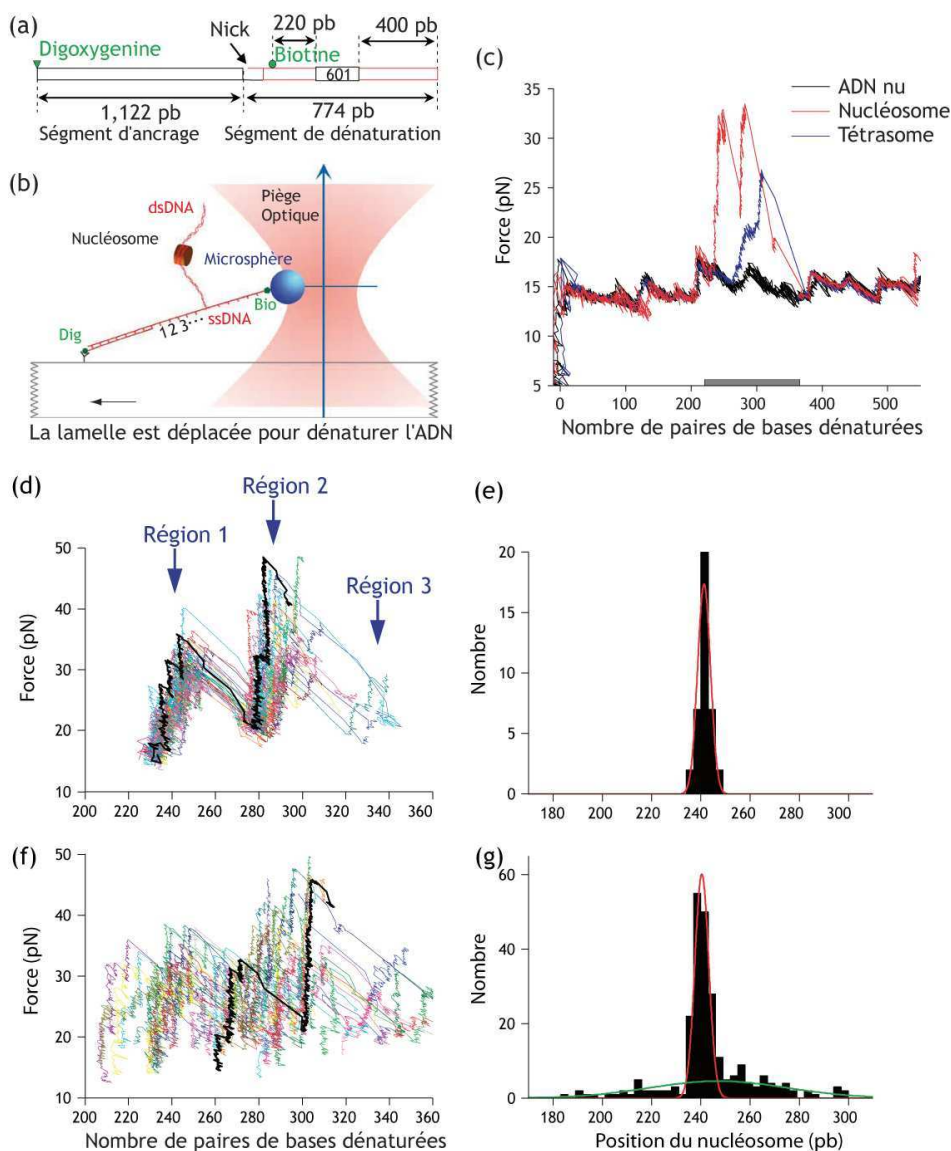 (a)
Nick
220 pb
400 pb
Digoxygenine
Biotine
601
1,122 pb
774 pb
Ségment d'ancrage
Ségment de dénaturation
(b)
dsDNA
Nucléosome
Piège
Optique
Microsphère
Bio
Dig
1 2 3···
ssDNA
La lamelle est déplacée pour dénaturer l'ADN
(c)
ADN nu
Nucléosome
Tétrasome
Force (pN)
35
30
25
20
15
10
5
0 100 200 300 400 500
Nombre de paires de bases dénaturées
(d)
Région 1
Région 2
Région 3
Force (pN)
50
40
30
20
10
200 220 240 260 280 300 320 340 360
(e)
Nombre
20
15
10
5
0
180 200 220 240 260 280 300
(f)
Force (pN)
50
40
30
20
10
200 220 240 260 280 300 320 340 360
Nombre de paires de bases dénaturées
(g)
Nombre
60
40
20
0
180 200 220 240 260 280 300
Position du nucléosome (pb)